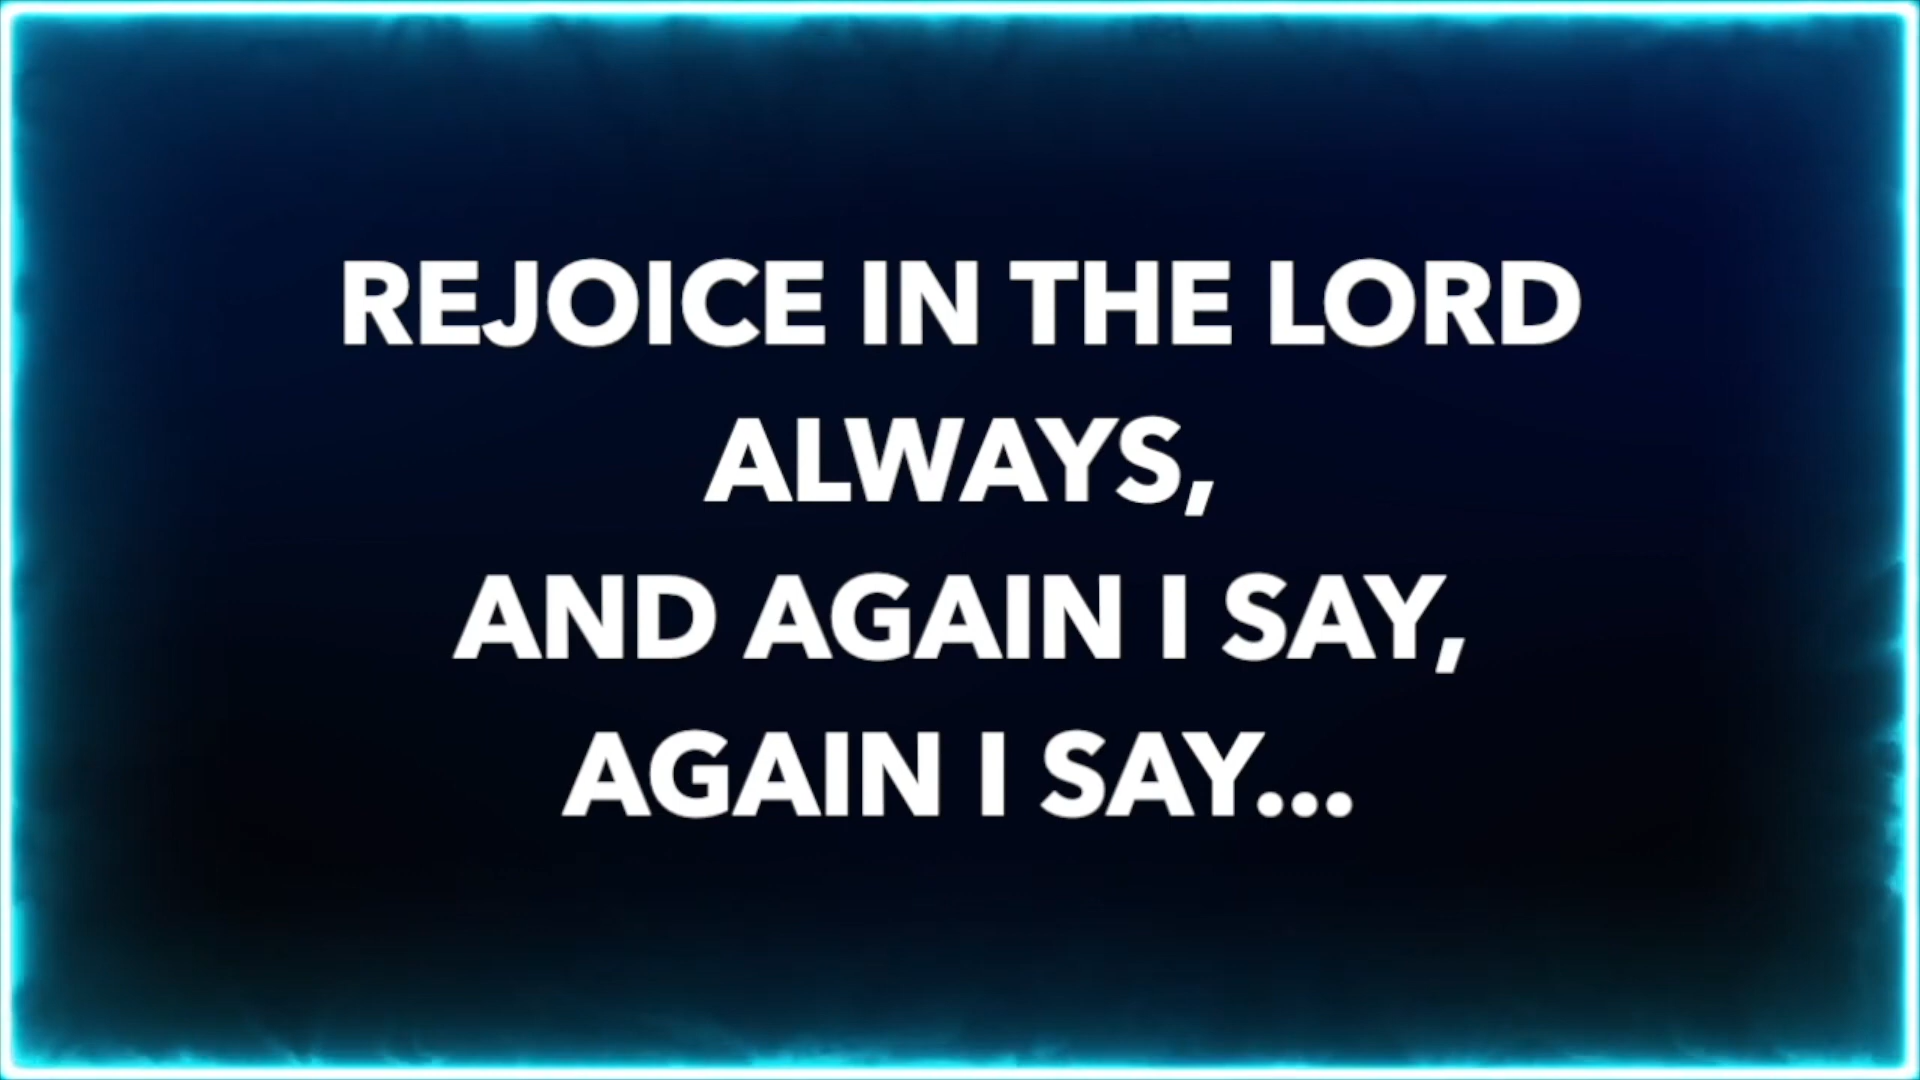 REJOICE IN THE LORD
ALWAYS,
AND AGAIN I SAY,
AGAIN I SAY...